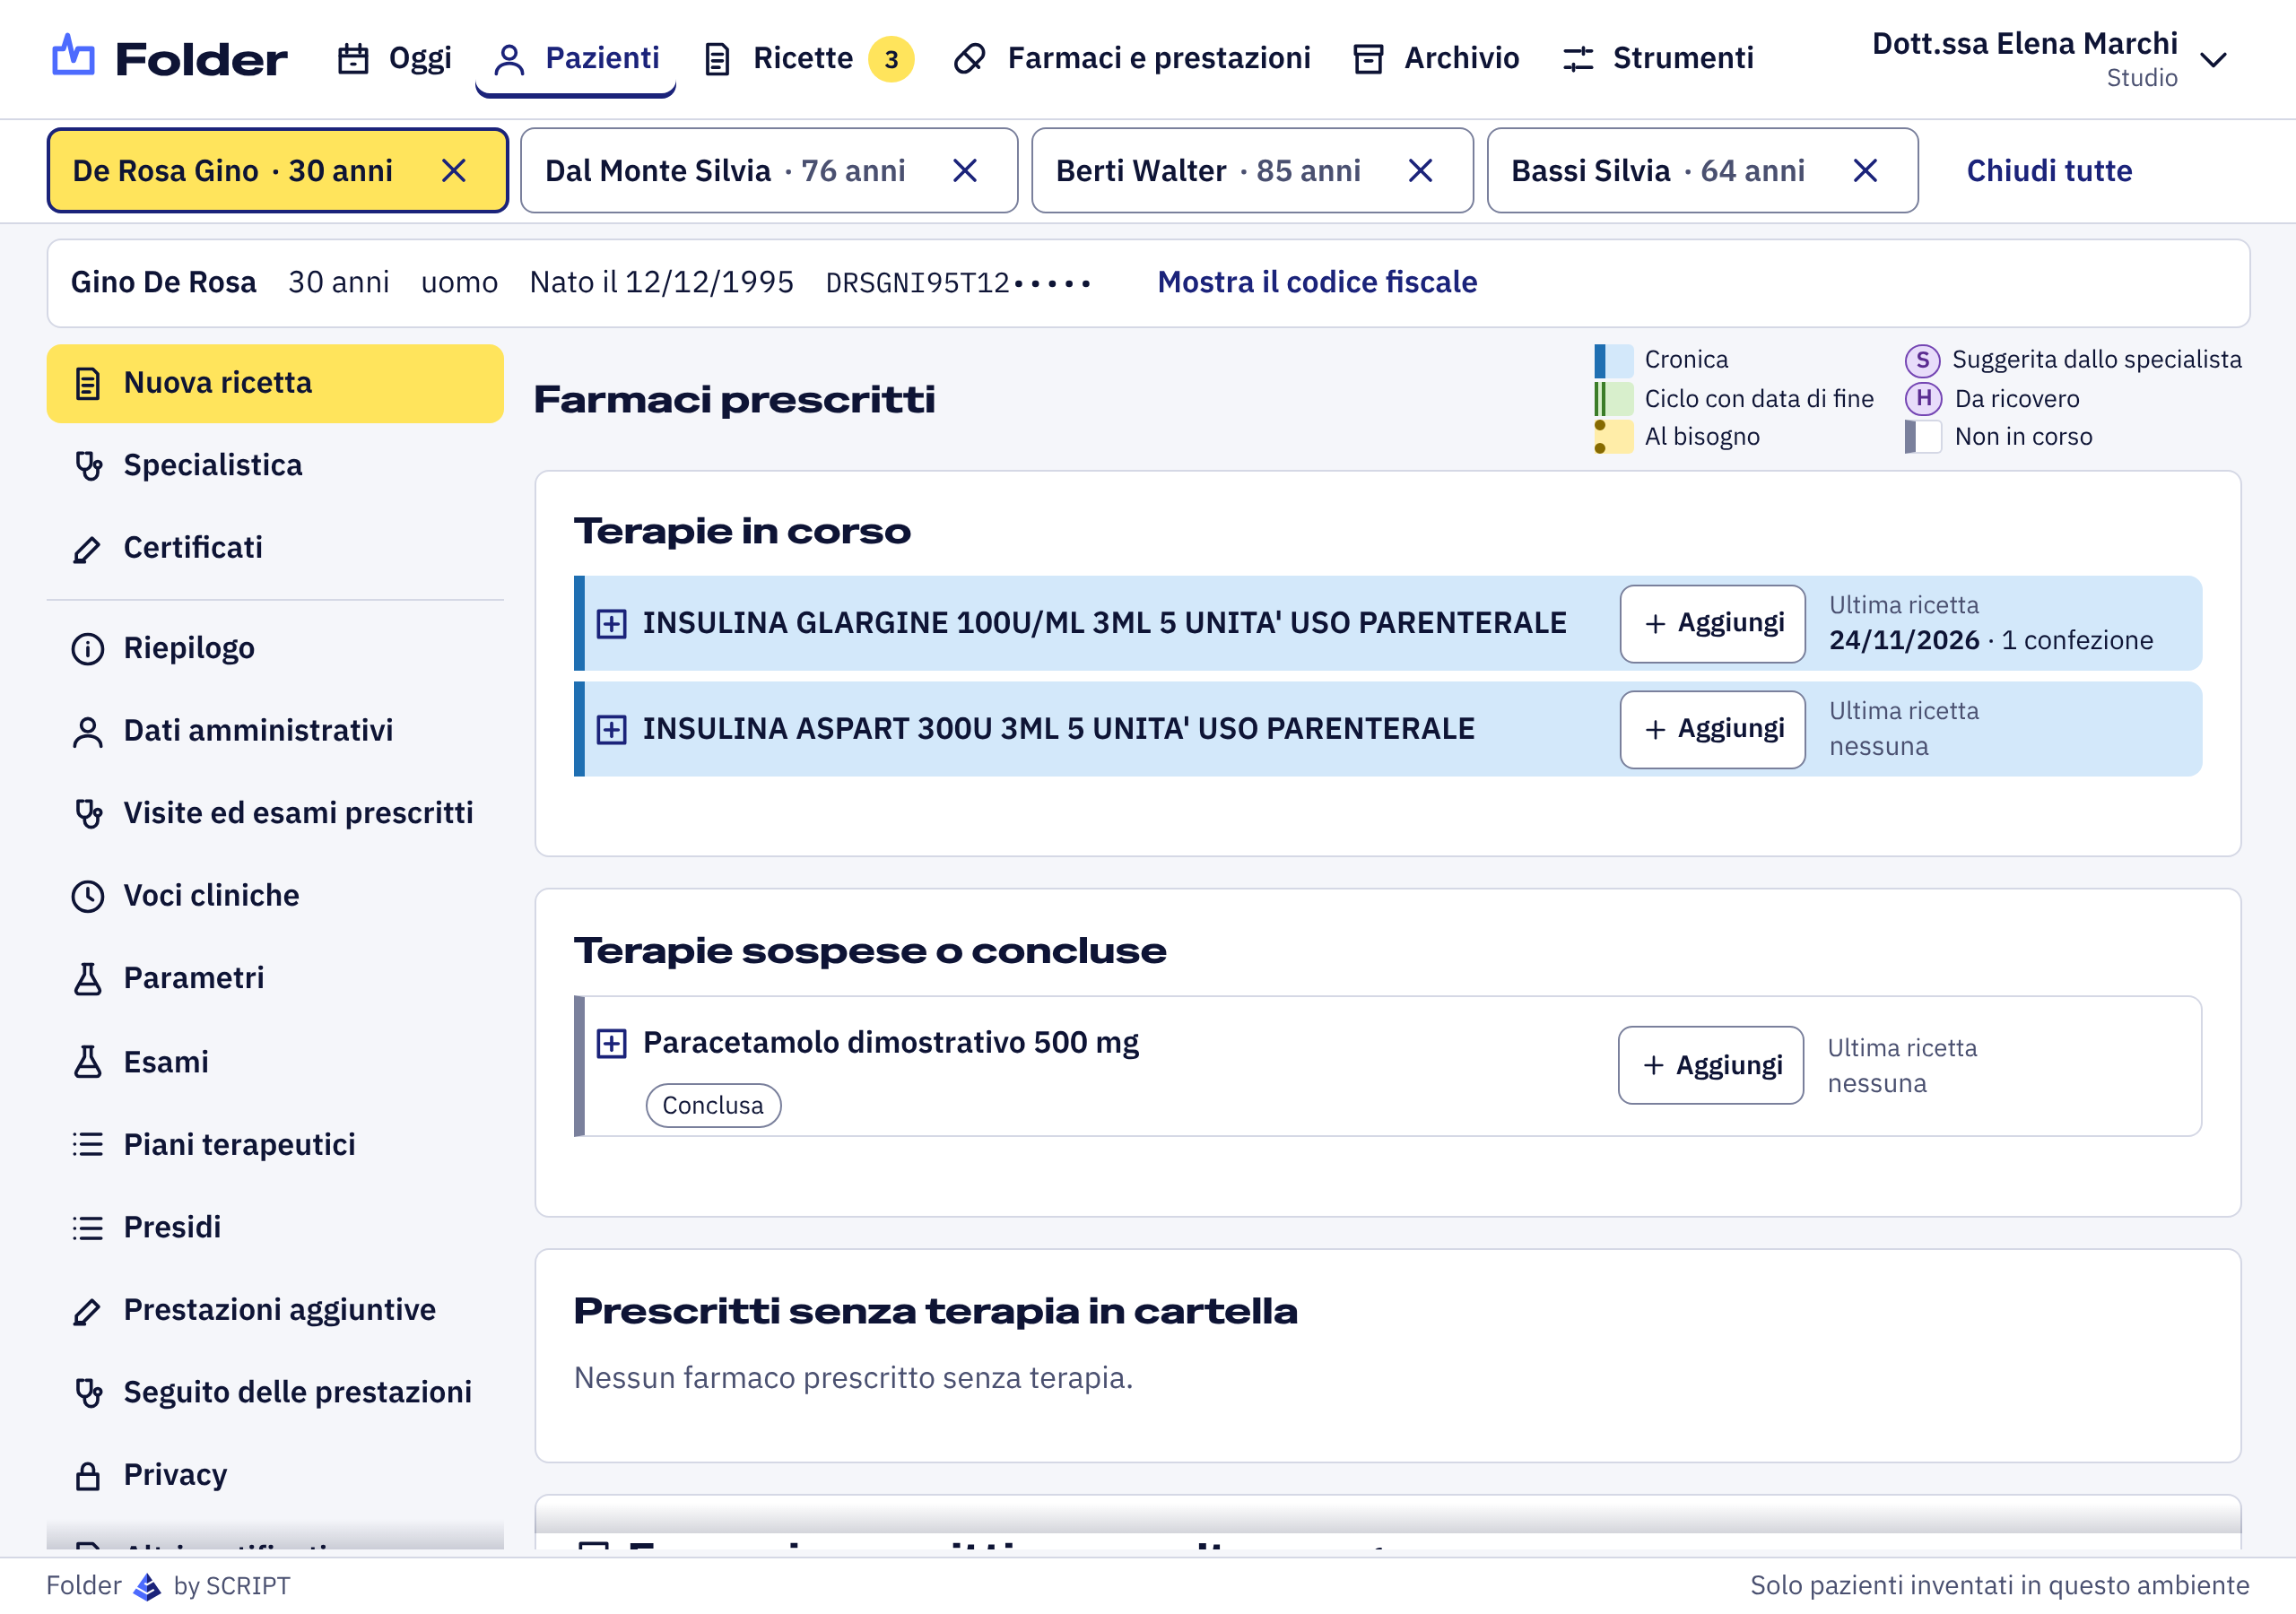 Folder
Oggi
Pazienti
Ricette 3
Farmaci e prestazioni
Archivio
Strumenti
Dott.ssa Elena Marchi
Studio
De Rosa Gino · 30 anni
Dal Monte Silvia · 76 anni
Berti Walter · 85 anni
Bassi Silvia · 64 anni
Chiudi tutte
Gino De Rosa 30 anni uomo Nato il 12/12/1995 DRSGNI95T12••••• Mostra il codice fiscale
Nuova ricetta
Specialistica
Certificati
Riepilogo
Dati amministrativi
Visite ed esami prescritti
Voci cliniche
Parametri
Esami
Piani terapeutici
Presidi
Prestazioni aggiuntive
Seguito delle prestazioni
Privacy
Farmaci prescritti
Cronica
Ciclo con data di fine
Al bisogno
S Suggerita dallo specialista
H Da ricovero
Non in corso
Terapie in corso
INSULINA GLARGINE 100U/ML 3ML 5 UNITA' USO PARENTERALE
+ Aggiungi
Ultima ricetta
24/11/2026 · 1 confezione
INSULINA ASPART 300U 3ML 5 UNITA' USO PARENTERALE
+ Aggiungi
Ultima ricetta
nessuna
Terapie sospese o concluse
Paracetamolo dimostrativo 500 mg
Conclusa
+ Aggiungi
Ultima ricetta
nessuna
Prescritti senza terapia in cartella
Nessun farmaco prescritto senza terapia.
Folder by SCRIPT
Solo pazienti inventati in questo ambiente